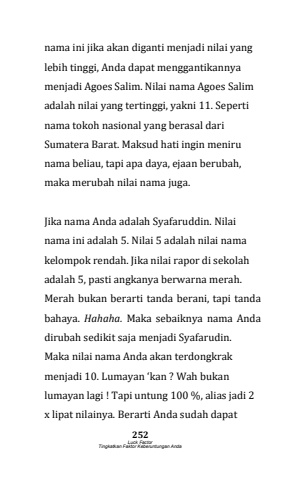 nama ini jika akan diganti menjadi nilai yang
lebih tinggi, Anda dapat menggantikannya
menjadi Agoes Salim. Nilai nama Agoes Salim
adalah nilai yang tertinggi, yakni 11. Seperti
nama tokoh nasional yang berasal dari
Sumatera Barat. Maksud hati ingin meniru
nama beliau, tapi apa daya, ejaan berubah,
maka merubah nilai nama juga.
Jika nama Anda adalah Syafaruddin. Nilai
nama ini adalah 5. Nilai 5 adalah nilai nama
kelompok rendah. Jika nilai rapor di sekolah
adalah 5, pasti angkanya berwarna merah.
Merah bukan berarti tanda berani, tapi tanda
bahaya. Hahaha. Maka sebaiknya nama Anda
dirubah sedikit saja menjadi Syafarudin.
Maka nilai nama Anda akan terdongkrak
menjadi 10. Lumayan ‘kan ? Wah bukan
lumayan lagi ! Tapi untung 100 %, alias jadi 2
x lipat nilainya. Berarti Anda sudah dapat
252
Luck Factor
Tingkatkan Faktor Keberuntungan Anda